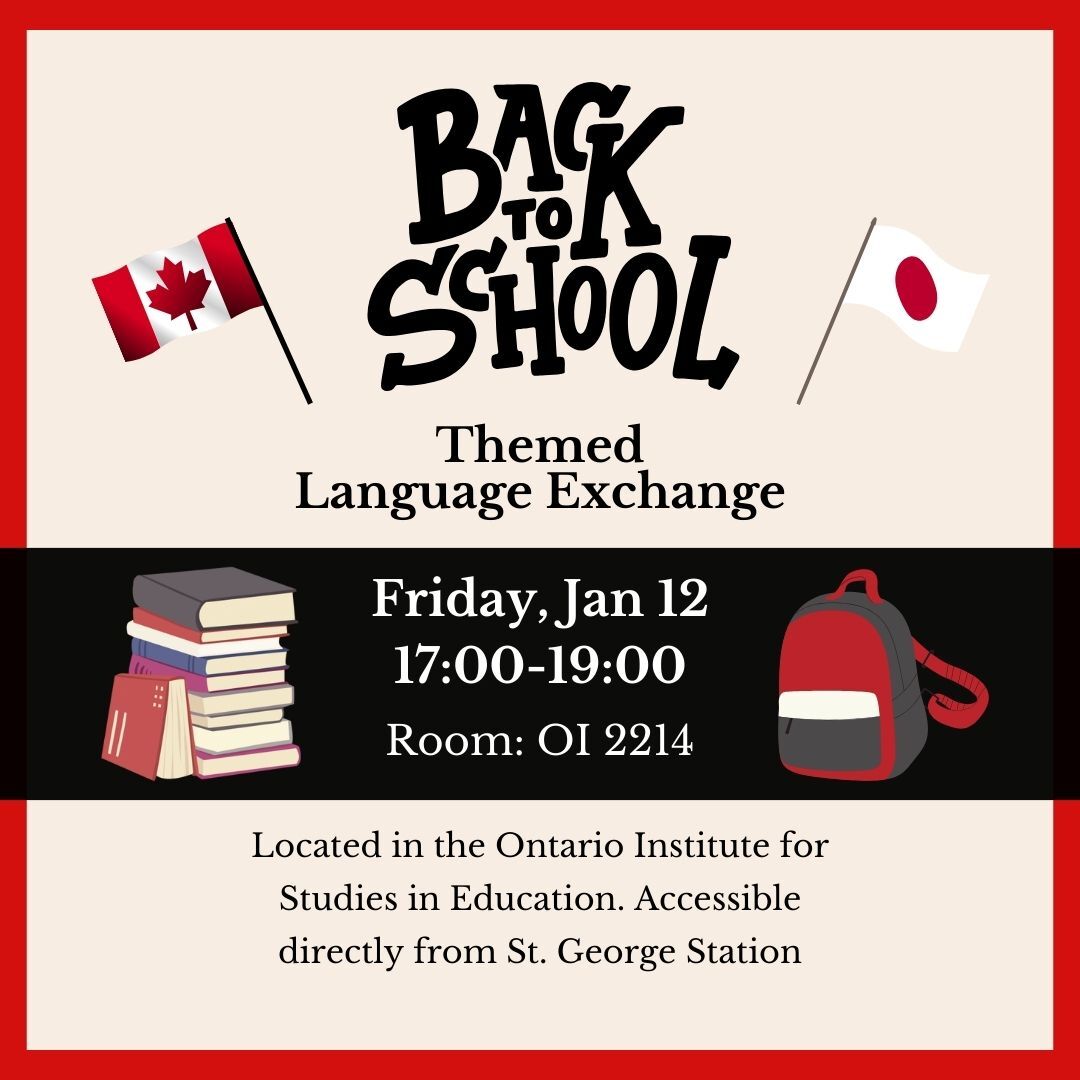 BACK
TO
SCHOOL
Themed
Language Exchange
Friday, Jan 12
17:00-19:00
Room: OI 2214
Located in the Ontario Institute for
Studies in Education. Accessible
directly from St. George Station